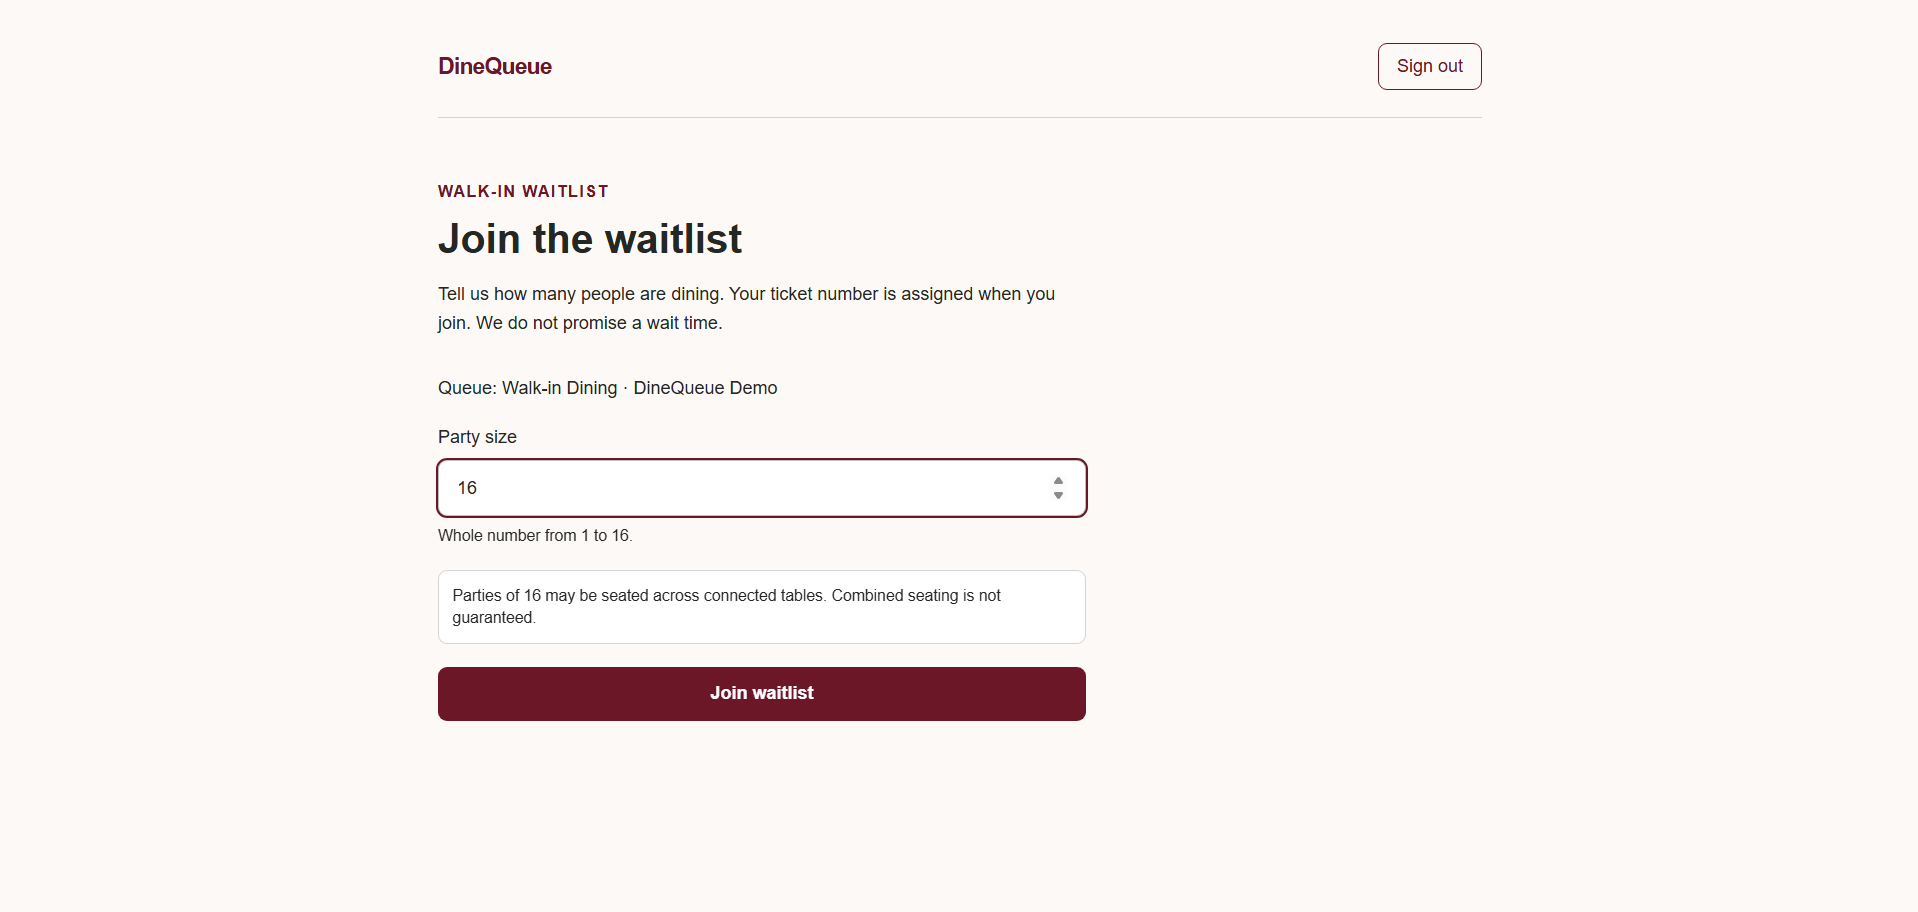 DineQueue
Sign out
WALK-IN WAITLIST
Join the waitlist
Tell us how many people are dining. Your ticket number is assigned when you
join. We do not promise a wait time.
Queue: Walk-in Dining · DineQueue Demo
Party size
16
Whole number from 1 to 16.
Parties of 16 may be seated across connected tables. Combined seating is not
guaranteed.
Join waitlist